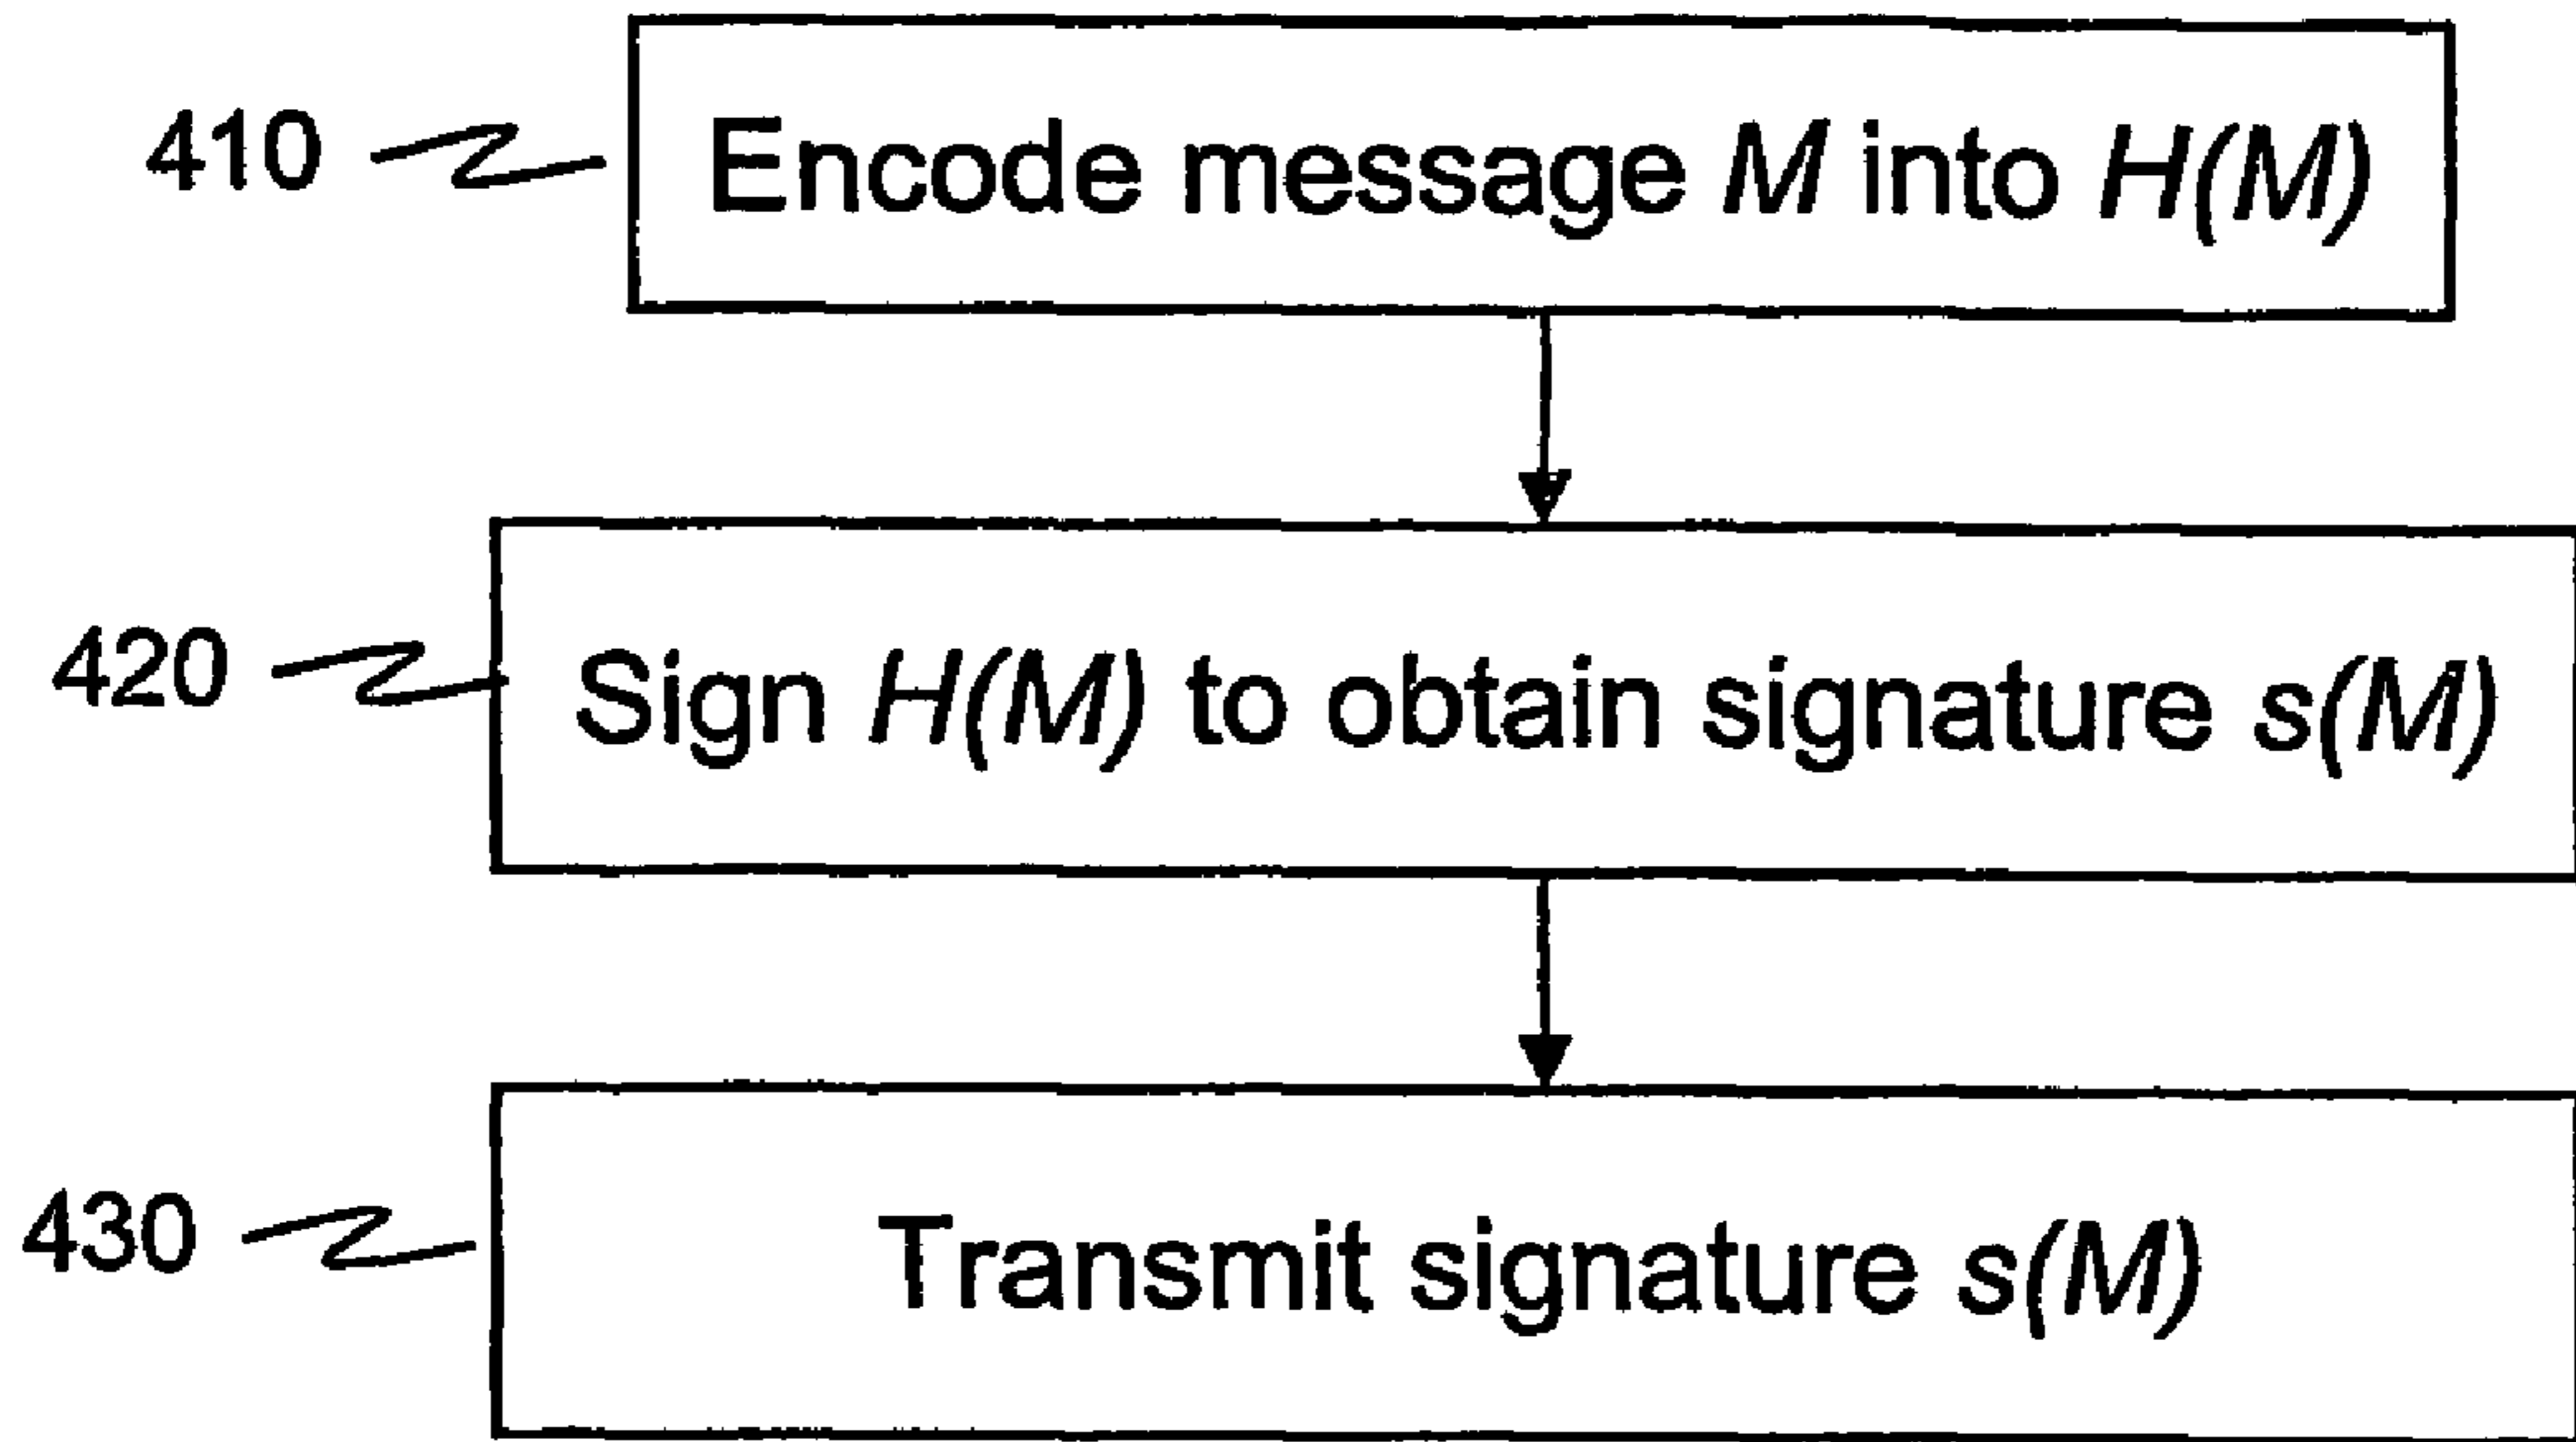 410 Encode message M into H(M)
420 Sign H(M) to obtain signature s(M)
430 Transmit signature s(M)